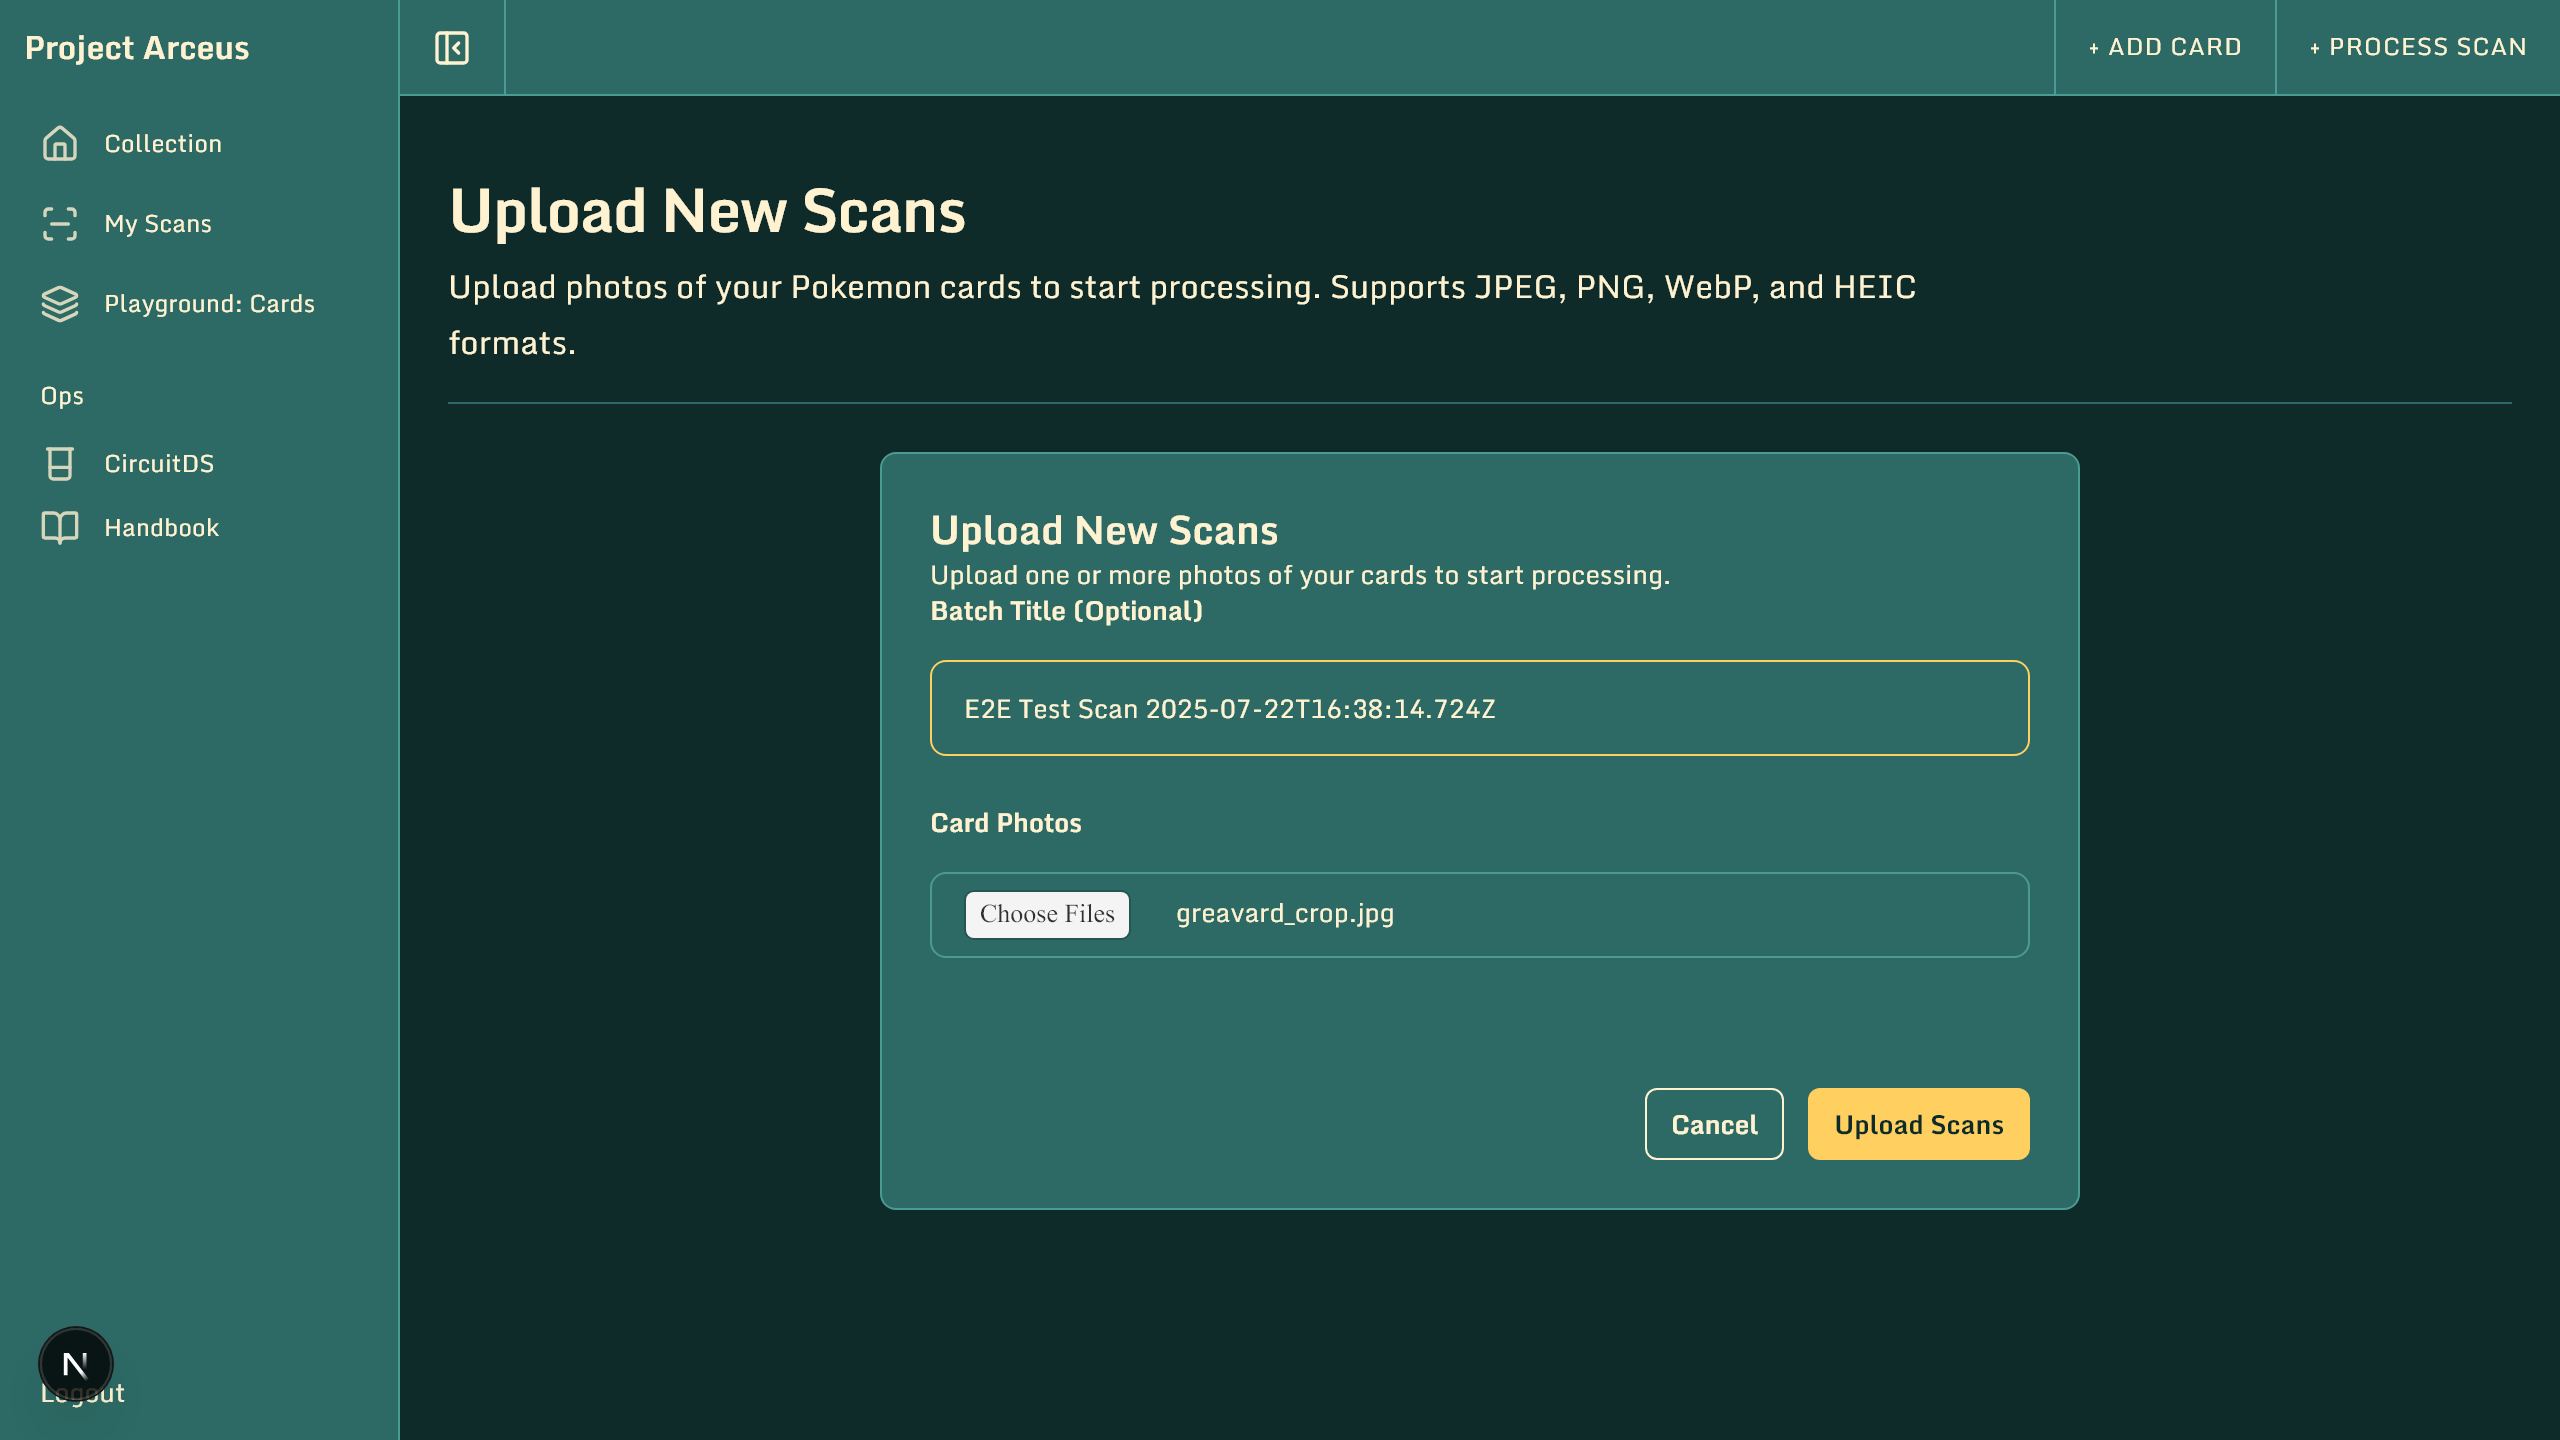 Project Arceus
+ ADD CARD
+ PROCESS SCAN
Collection
My Scans
Playground: Cards
Ops
CircuitDS
Handbook
Upload New Scans
Upload photos of your Pokemon cards to start processing. Supports JPEG, PNG, WebP, and HEIC
formats.
Upload New Scans
Upload one or more photos of your cards to start processing.
Batch Title (Optional)
E2E Test Scan 2025-07-22T16:38:14.724Z
Card Photos
Choose Files
greavard_crop.jpg
Cancel
Upload Scans
N
Logout